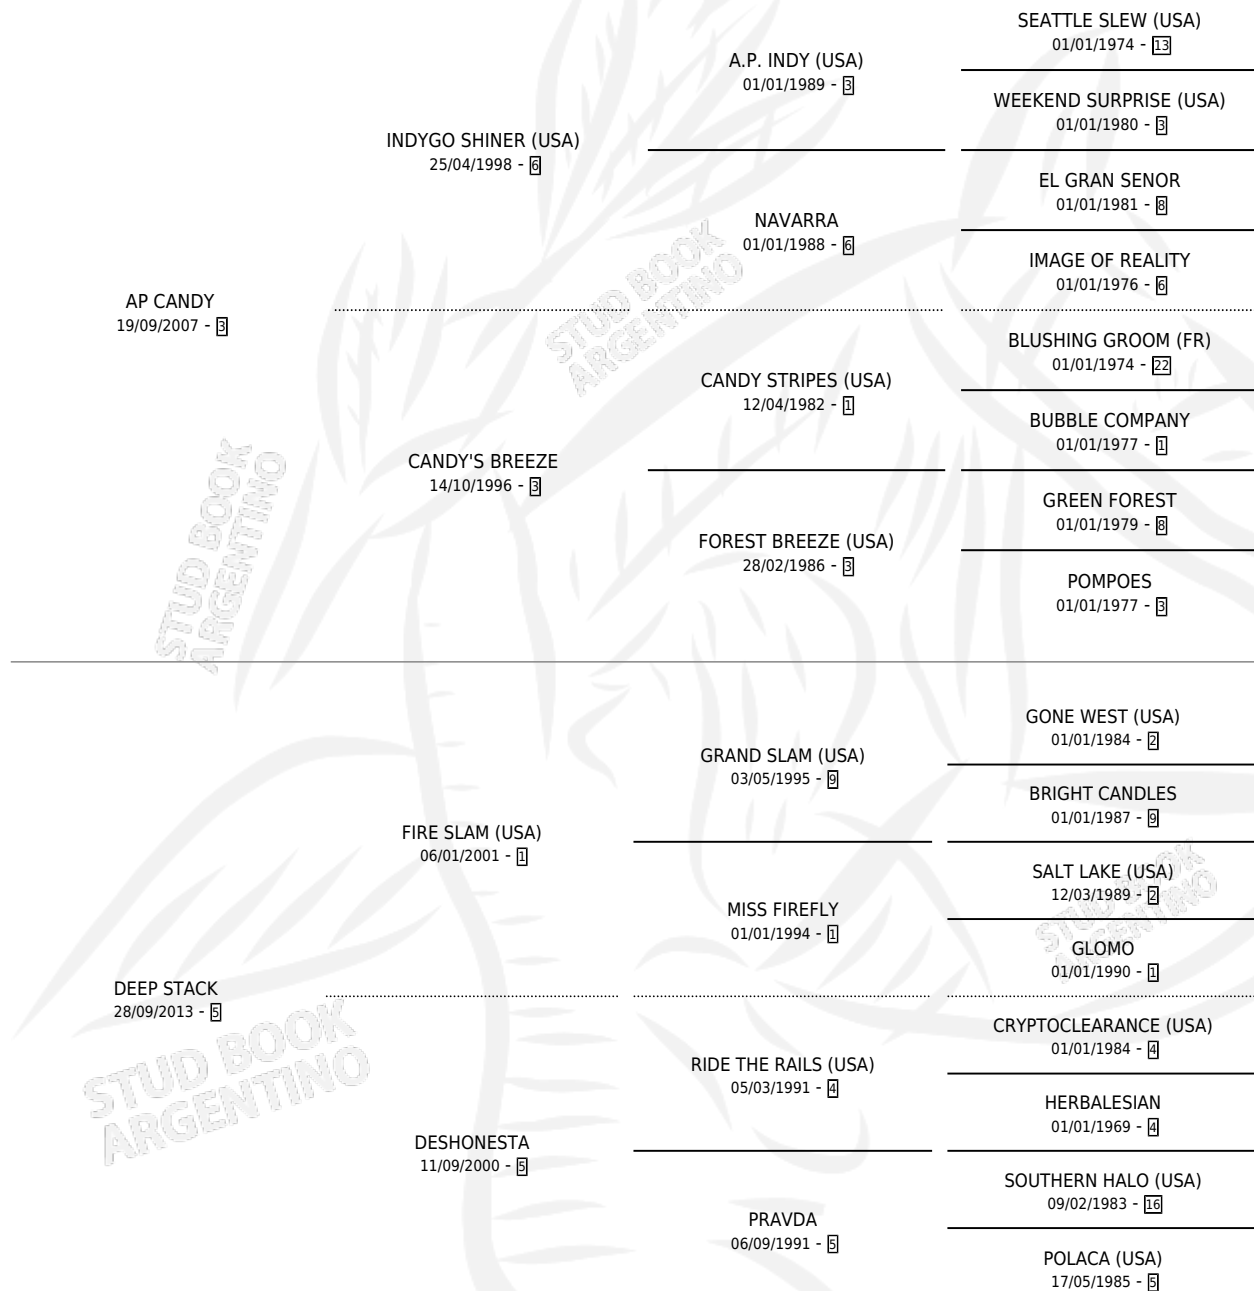 SEATTLE SLEW (USA)
01/01/1974 - 13
A.P. INDY (USA)
01/01/1989 - 3
WEEKEND SURPRISE (USA)
01/01/1980 - 3
INDYGO SHINER (USA)
25/04/1998 - 6
EL GRAN SENOR
01/01/1981 - 8
NAVARRA
01/01/1988 - 6
IMAGE OF REALITY
01/01/1976 - 6
AP CANDY
19/09/2007 - 3
BLUSHING GROOM (FR)
01/01/1974 - 22
CANDY STRIPES (USA)
12/04/1982 - 1
BUBBLE COMPANY
01/01/1977 - 1
CANDY'S BREEZE
14/10/1996 - 3
GREEN FOREST
01/01/1979 - 8
FOREST BREEZE (USA)
28/02/1986 - 3
POMPOES
01/01/1977 - 3
GONE WEST (USA)
01/01/1984 - 2
GRAND SLAM (USA)
03/05/1995 - 9
BRIGHT CANDLES
01/01/1987 - 9
FIRE SLAM (USA)
06/01/2001 - 1
SALT LAKE (USA)
12/03/1989 - 2
MISS FIREFLY
01/01/1994 - 1
GLOMO
01/01/1990 - 1
DEEP STACK
28/09/2013 - 5
CRYPTOCLEARANCE (USA)
01/01/1984 - 4
RIDE THE RAILS (USA)
05/03/1991 - 4
HERBALESIAN
01/01/1969 - 4
DESHONESTA
11/09/2000 - 5
SOUTHERN HALO (USA)
09/02/1983 - 16
PRAVDA
06/09/1991 - 5
POLACA (USA)
17/05/1985 - 5
STUD BOOK
ARGENTINO
STUD BOOK
ARGENTINO
STUD BOOK
ARGENTINO
STUD BOOK
ARGENTINO